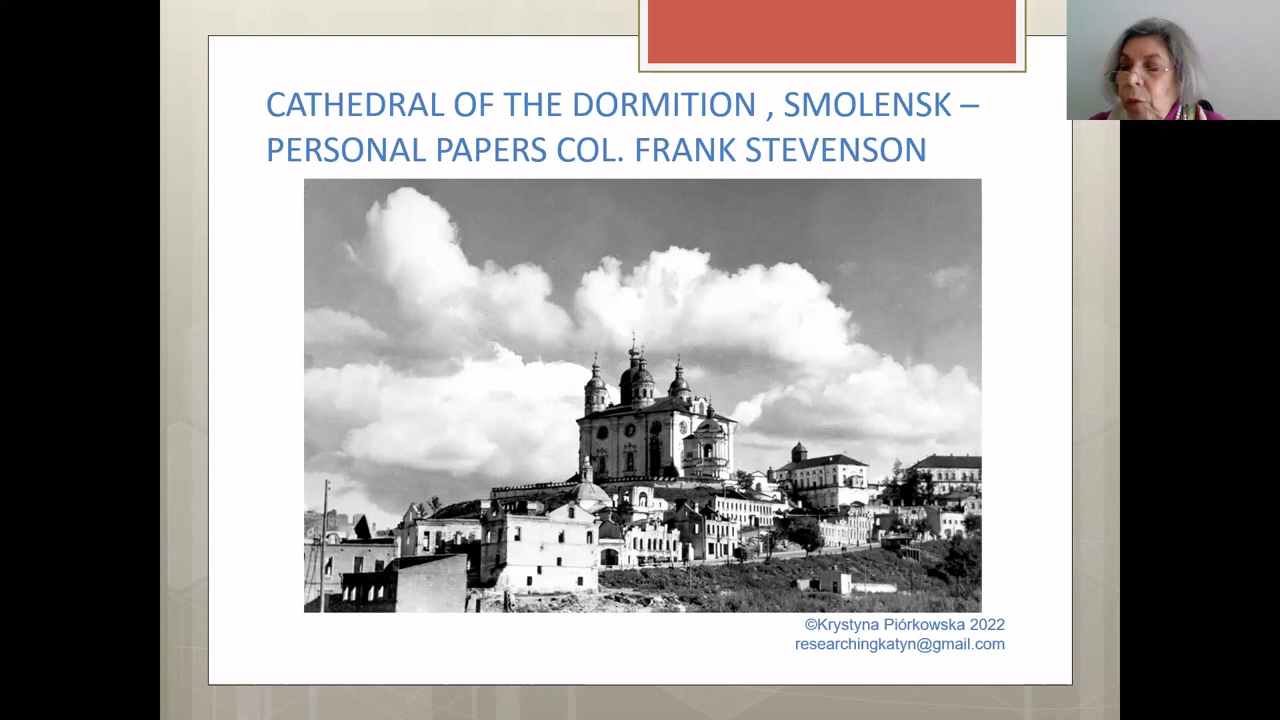 CATHEDRAL OF THE DORMITION , SMOLENSK –
PERSONAL PAPERS COL. FRANK STEVENSON
©Krystyna Piórkowska 2022
researchingkatyn@gmail.com